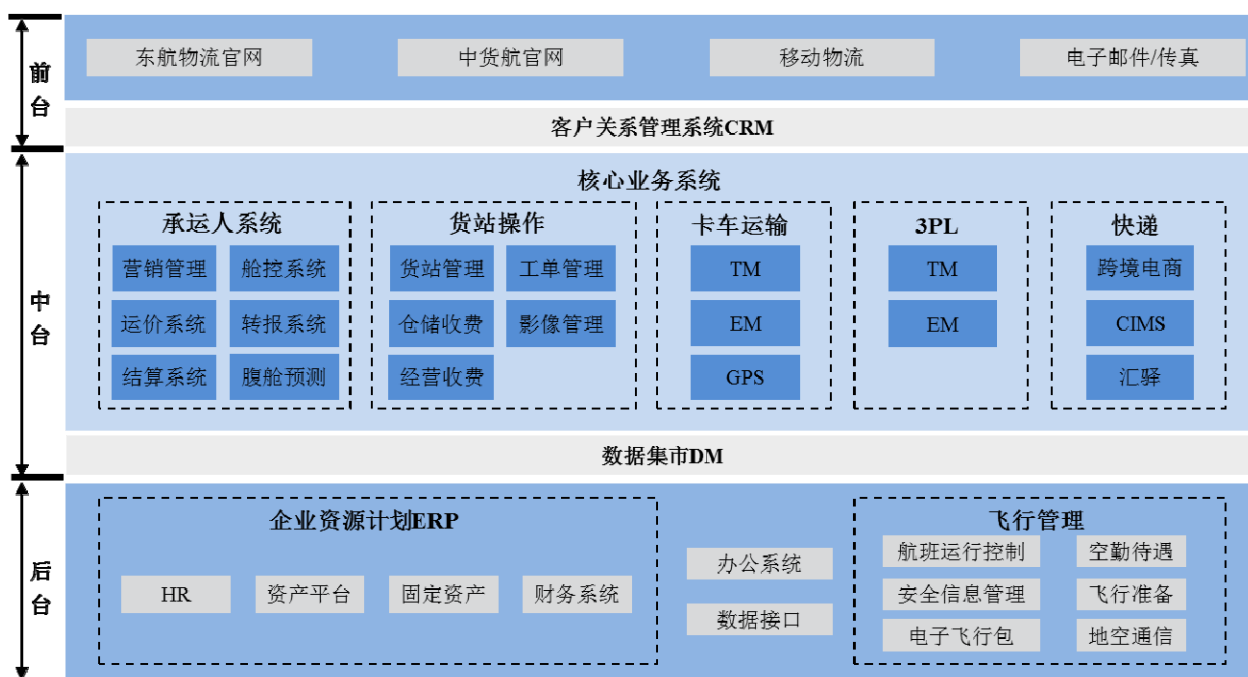 前台
东航物流官网
中货航官网
移动物流
电子邮件/传真
客户关系管理系统CRM
中台
核心业务系统
承运人系统
营销管理
舱控系统
运价系统
转报系统
结算系统
腹舱预测
货站操作
货站管理
工单管理
仓储收费
影像管理
经营收费
卡车运输
TM
EM
GPS
3PL
TM
EM
快递
跨境电商
CIMS
汇驿
数据集市DM
后台
企业资源计划ERP
HR
资产平台
固定资产
财务系统
办公系统
数据接口
飞行管理
航班运行控制
空勤待遇
安全信息管理
飞行准备
电子飞行包
地空通信